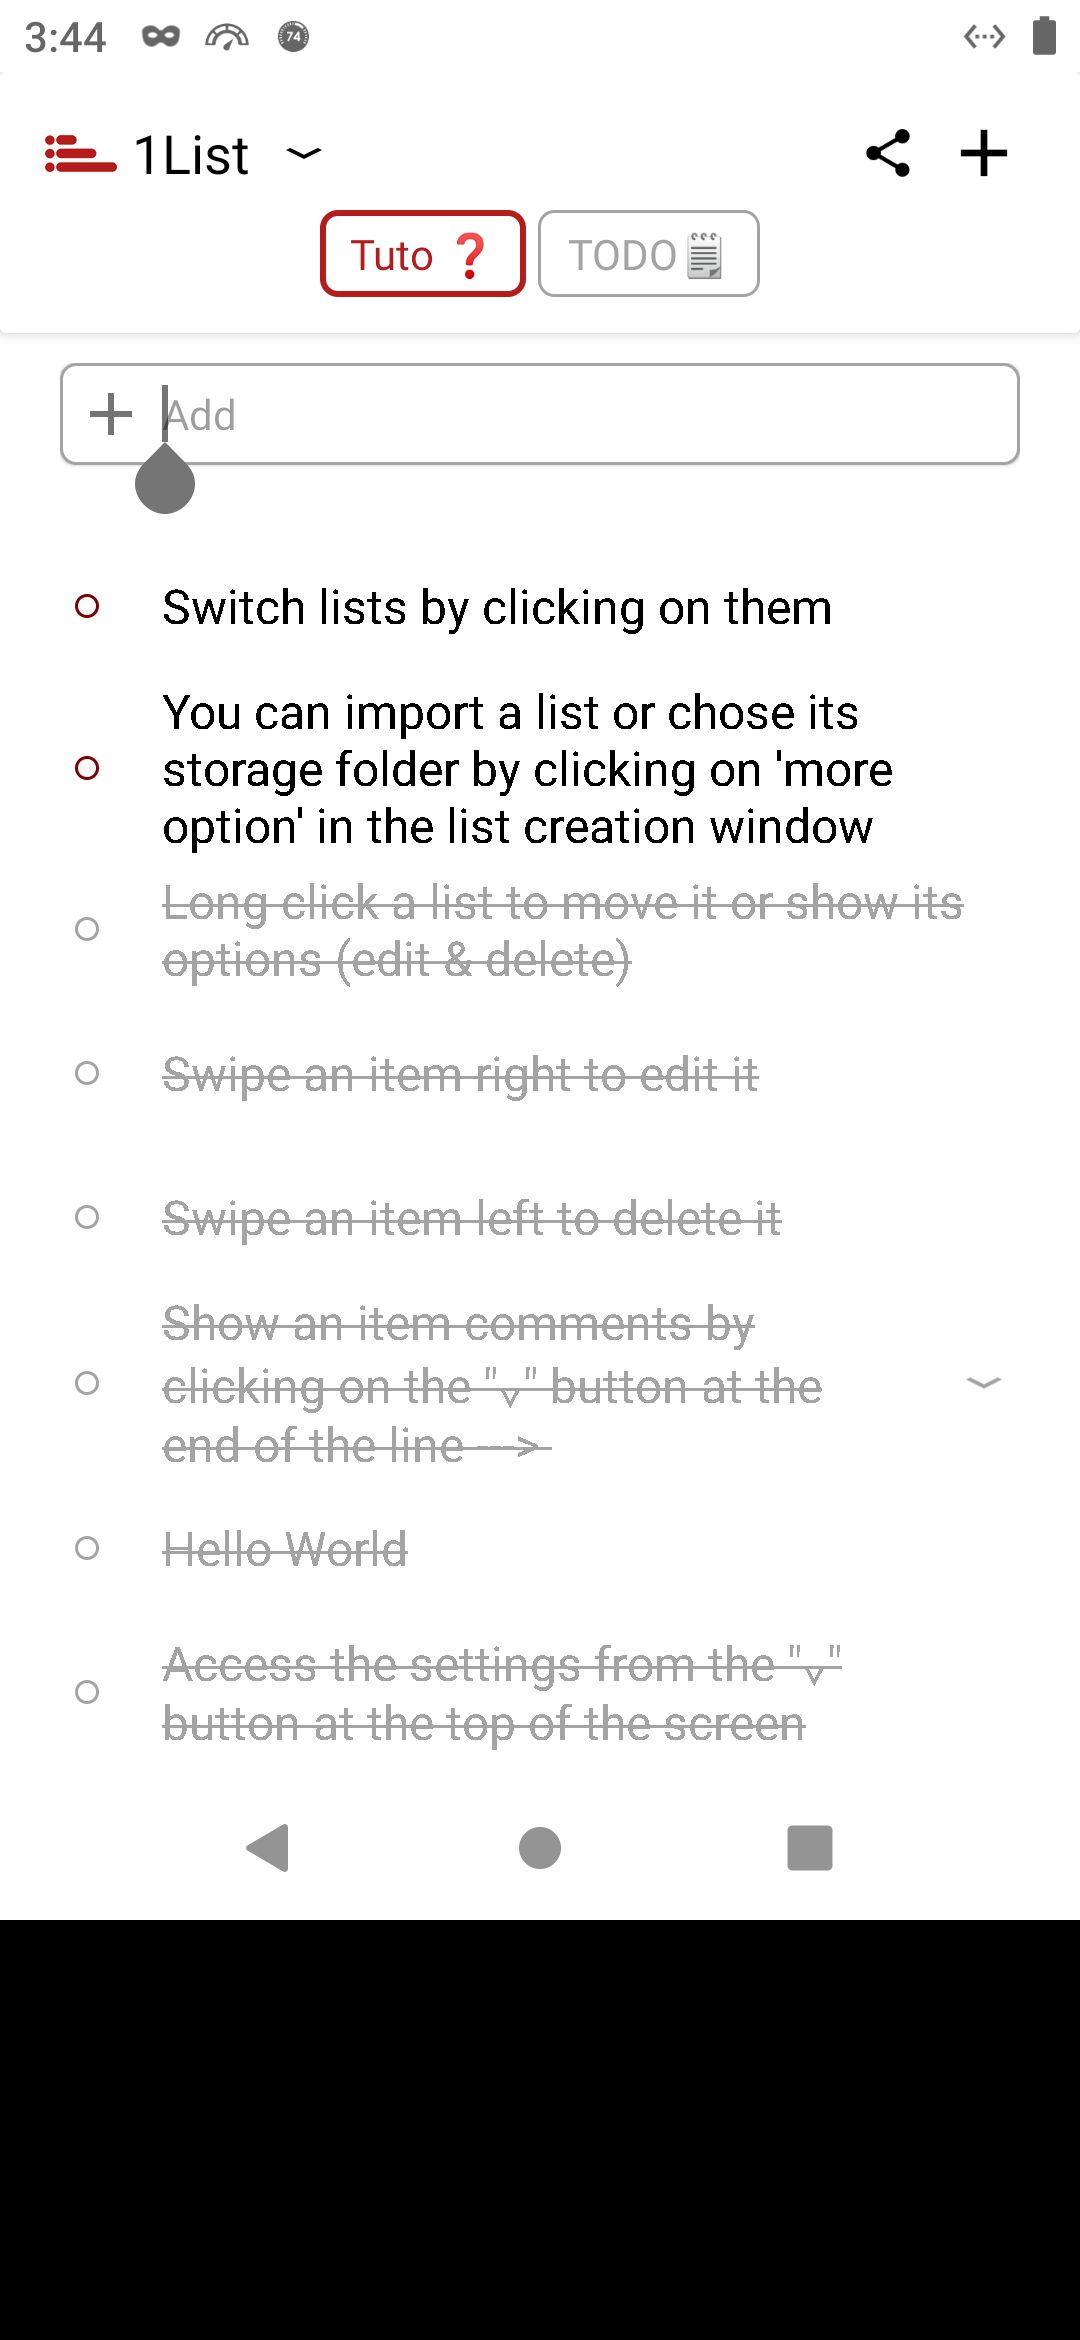 3:44
74
1List
Tuto ❓
TODO🗒
Add
Switch lists by clicking on them
You can import a list or chose its
storage folder by clicking on 'more
option' in the list creation window
Long click a list to move it or show its
options (edit & delete)
Swipe an item right to edit it
Swipe an item left to delete it
Show an item comments by
clicking on the "⌄" button at the
end of the line --->
Hello World
Access the settings from the "⌄"
button at the top of the screen